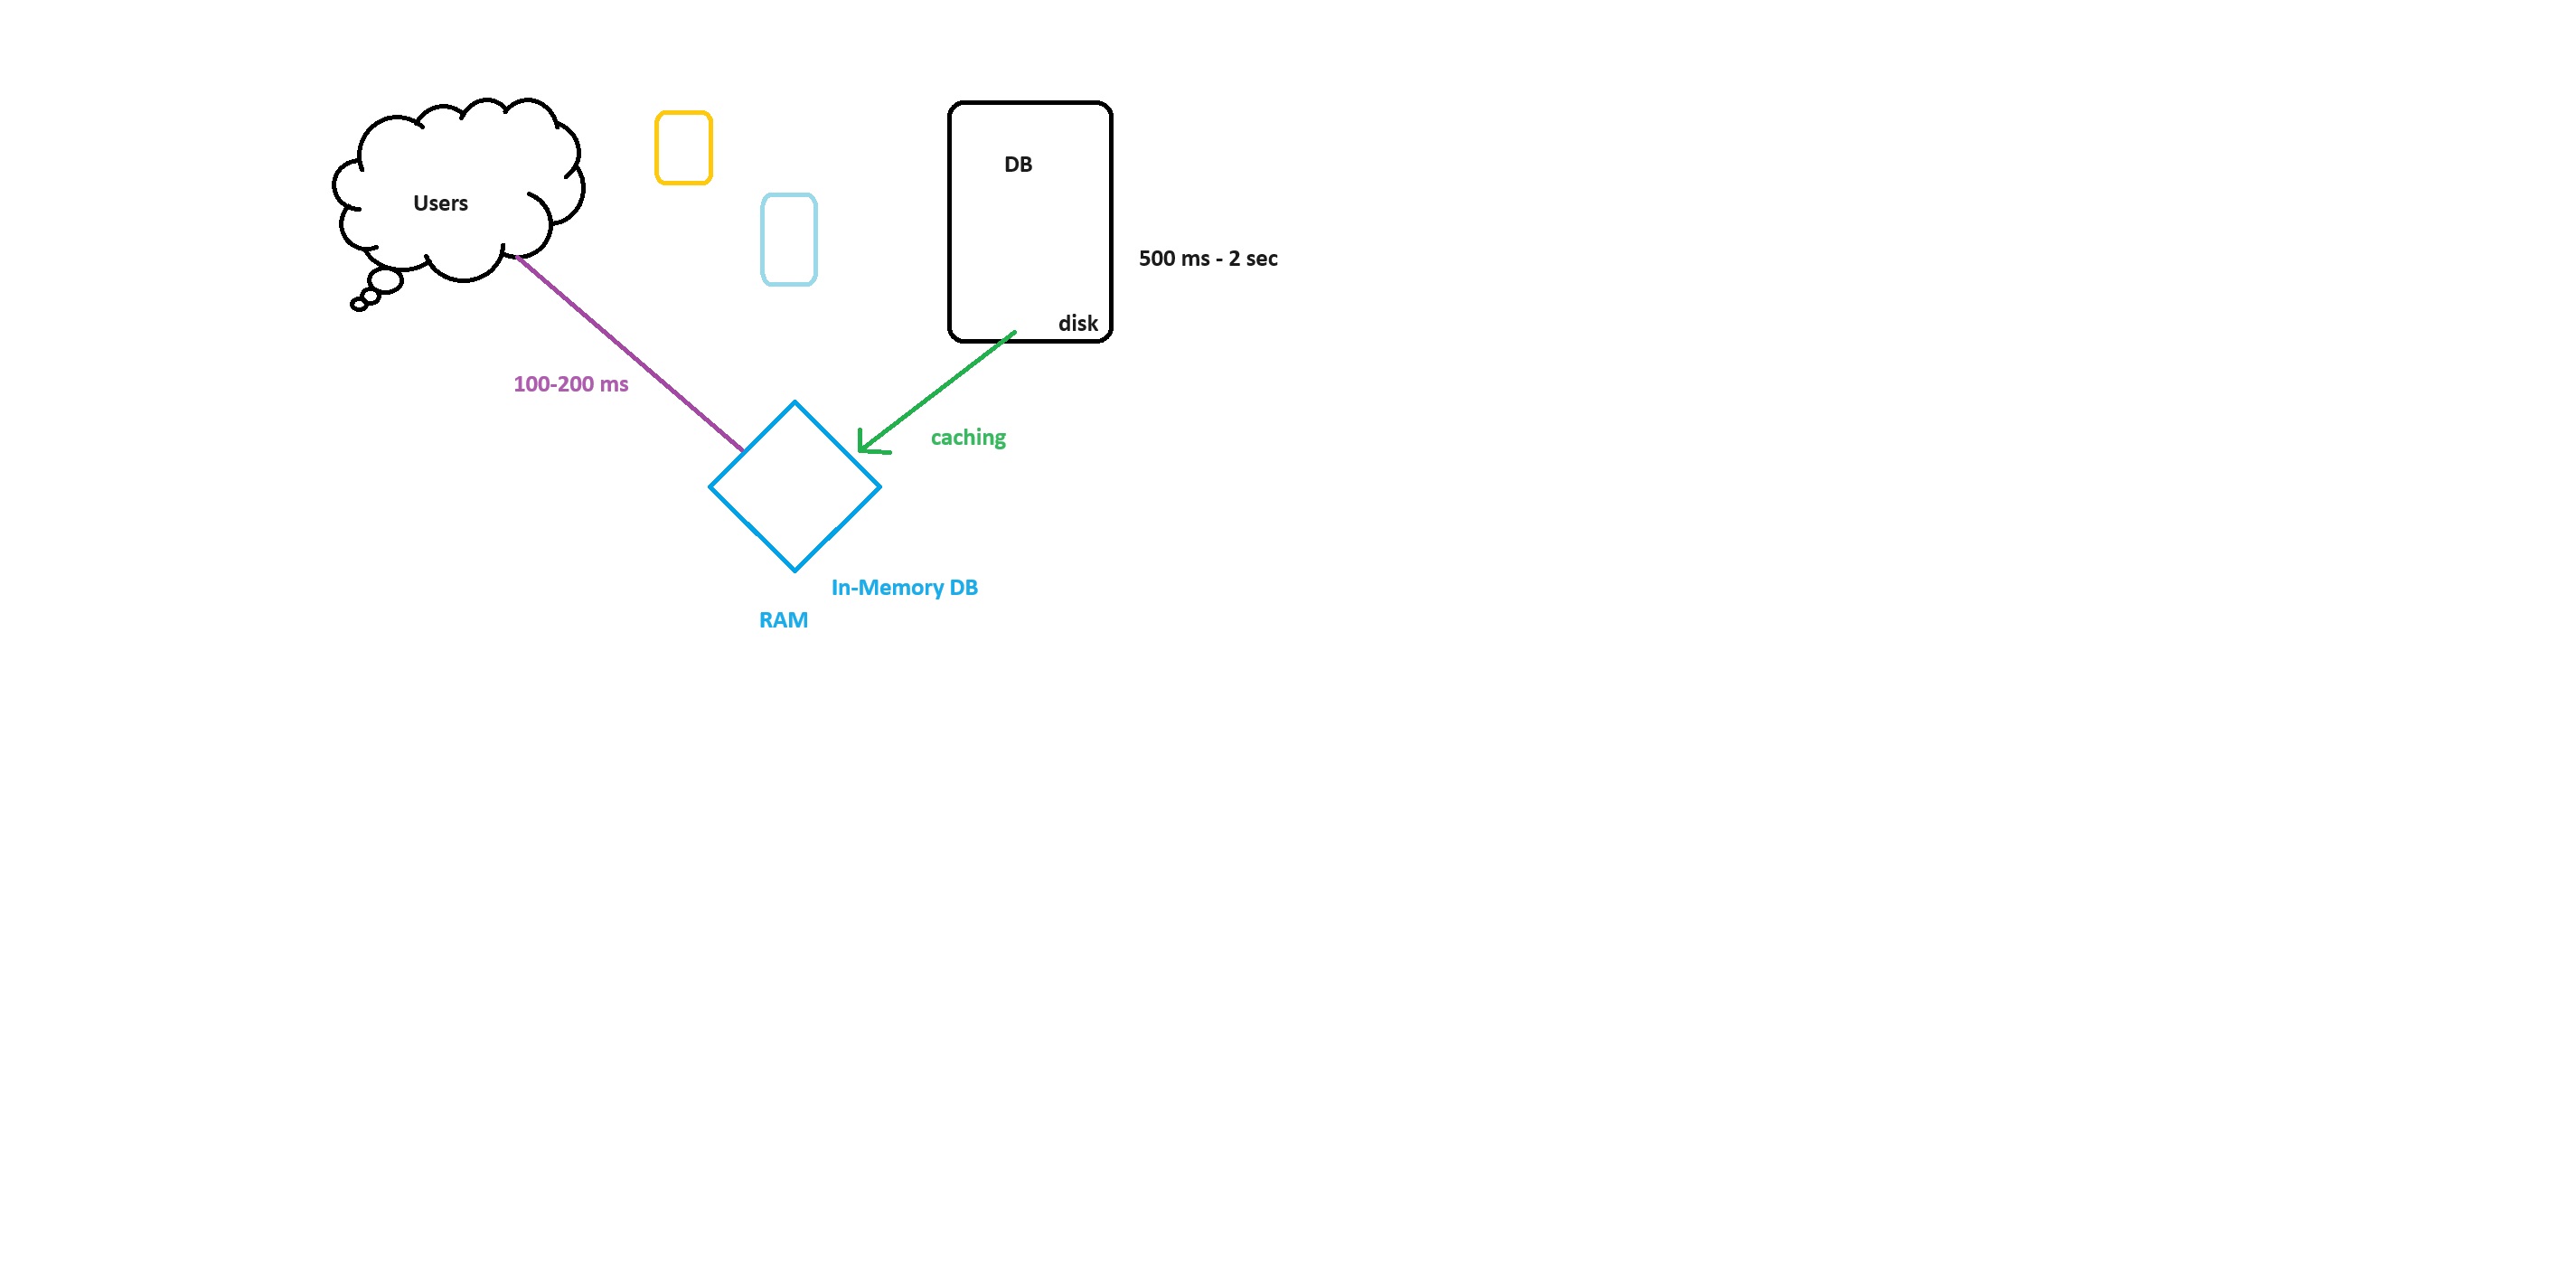 DB
Users
500 ms - 2 sec
disk
100-200 ms
caching
In-Memory DB
RAM